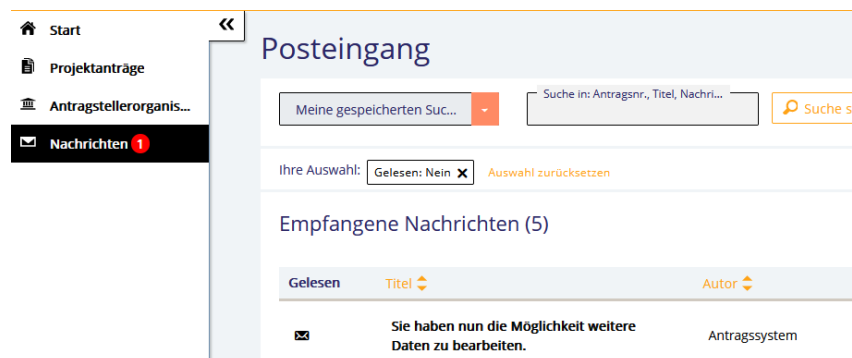 Start
Projektanträge
Antragstellerorganis...
Nachrichten 1
Posteingang
Meine gespeicherten Suc...
Suche in: Antragsnr., Titel, Nachri...
Suche s
Ihre Auswahl:
Gelesen: Nein
Auswahl zurücksetzen
Empfangene Nachrichten (5)
Gelesen Titel Autor
Sie haben nun die Möglichkeit weitere
Daten zu bearbeiten.
Antragssystem